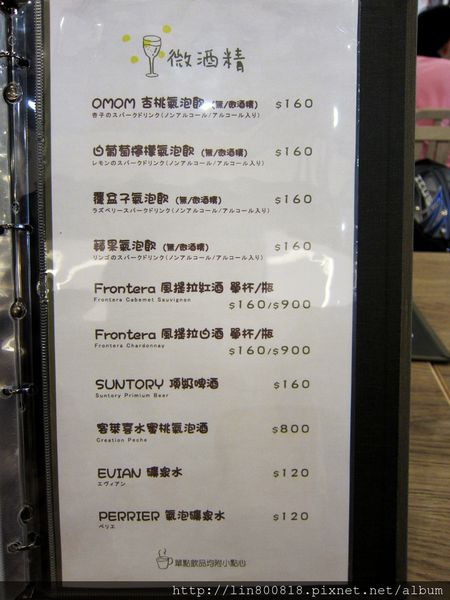 微酒精
OMOM 杏桃氣泡飲 (無/微酒精) $160
杏子のスパークドリンク(ノンアルコール/アルコール入り)
白葡萄檸檬氣泡飲 (無/微酒精) $160
レモンのスパークドリンク(ノンアルコール/アルコール入り)
覆盆子氣泡飲 (無/微酒精) $160
ラズベリースパークドリンク(ノンアルコール/アルコール入り)
蘋果氣泡飲 (無/微酒精) $160
リンゴのスパークドリンク(ノンアルコール/アルコール入り)
Frontera 風提拉紅酒 單杯/瓶
Frontera Cabernet Sauvignon
$160/$900
Frontera 風提拉白酒 單杯/瓶
Frontera Chardonnay
$160/$900
SUNTORY 頂級啤酒 $160
Suntory Primium Beer
客萊喜水蜜桃氣泡酒 $800
Creation Peche
EVIAN 礦泉水 $120
エヴィアン
PERRIER 氣泡礦泉水 $120
ペリエ
單點飲品均附小點心
http://lin800818.pixnet.net/album